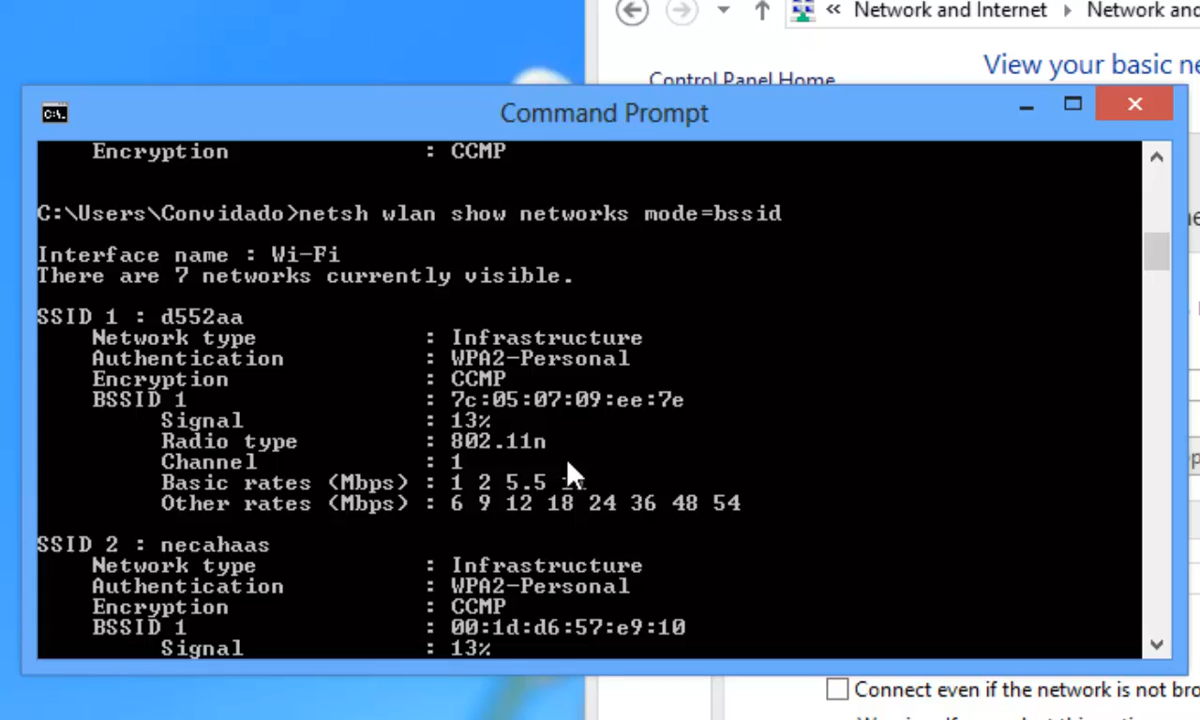 « Network and Internet ▸ Network
View your basic
Control Panel Home
Command Prompt
Encryption : CCMP
C:\Users\Convidado>netsh wlan show networks mode=bssid
Interface name : Wi-Fi
There are 7 networks currently visible.
SSID 1 : d552aa
Network type : Infrastructure
Authentication : WPA2-Personal
Encryption : CCMP
BSSID 1 : 7c:05:07:09:ee:7e
Signal : 13%
Radio type : 802.11n
Channel : 1
Basic rates (Mbps) : 1 2 5.5
Other rates (Mbps) : 6 9 12 18 24 36 48 54
SSID 2 : necahaas
Network type : Infrastructure
Authentication : WPA2-Personal
Encryption : CCMP
BSSID 1 : 00:1d:d6:57:e9:10
Signal : 13%
Connect even if the network is not